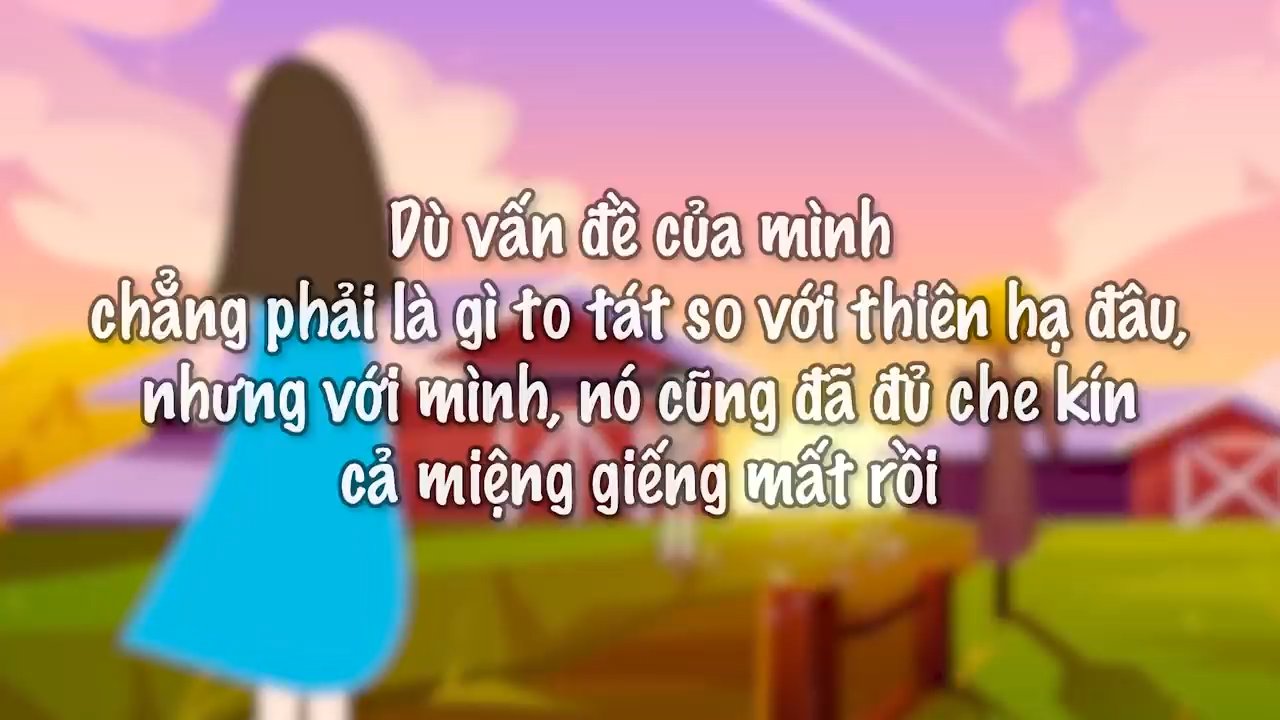 Dù vấn đề của mình
chẳng phải là gì to tát so với thiên hạ đâu,
nhưng với mình, nó cũng đã đủ che kín
cả miệng giếng mất rồi